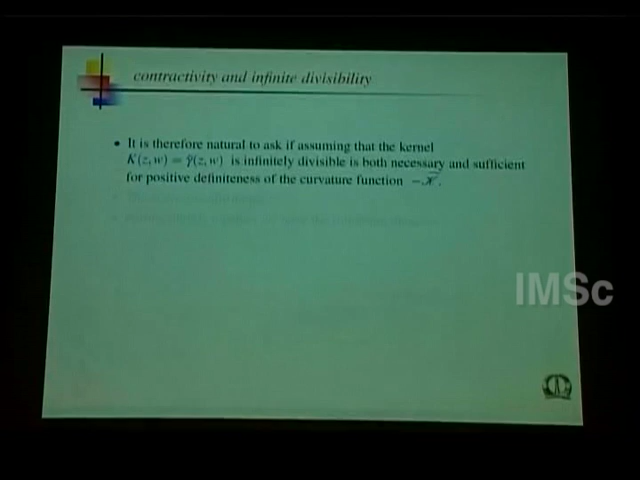 contractivity and infinite divisibility
• It is therefore natural to ask if assuming that the kernel
K(z, w) = γ̂(z, w) is infinitely divisible is both necessary and sufficient
for positive definiteness of the curvature function −𝒦̃.
IMSc